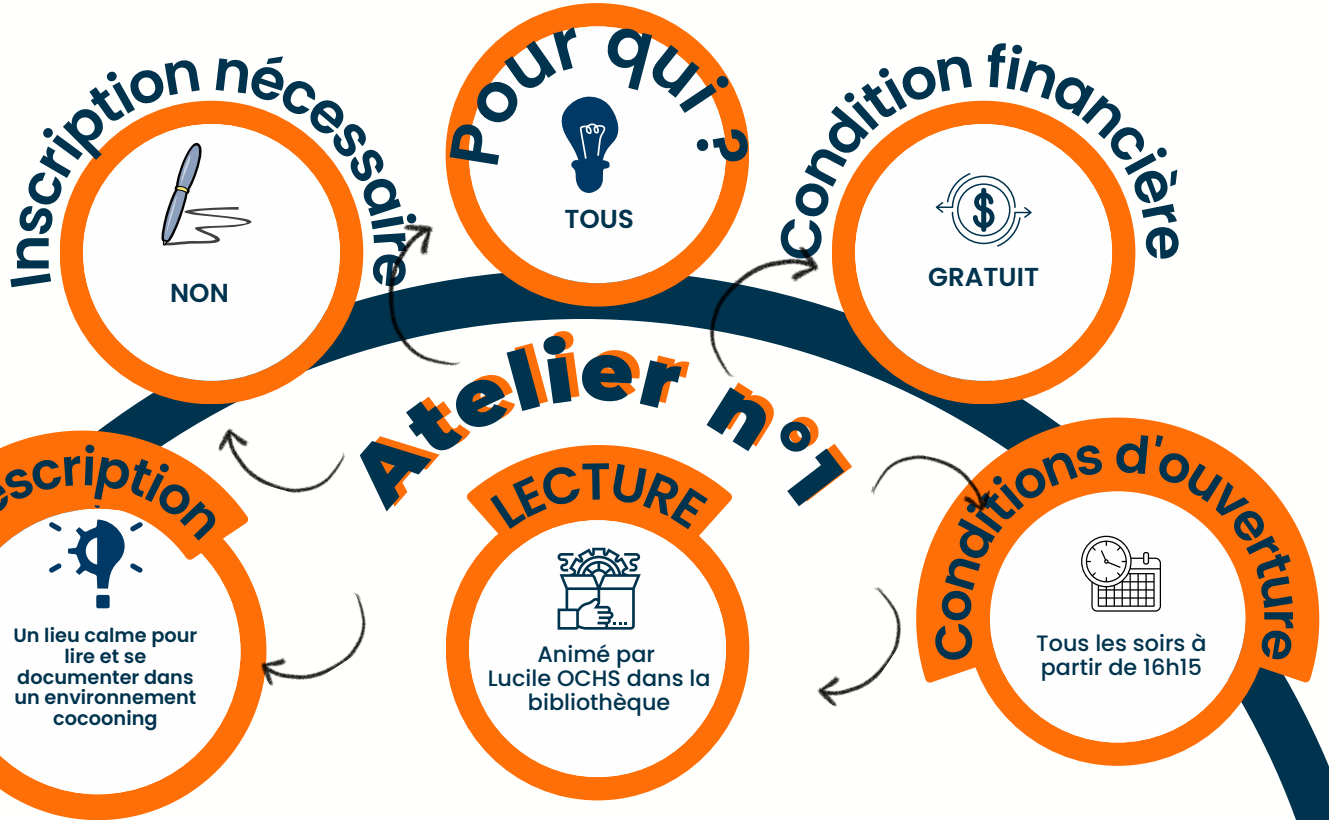 Inscription nécessaire
NON
Pour qui ?
TOUS
Condition financière
$
GRATUIT
Atelier n°1
escription
Un lieu calme pour
lire et se
documenter dans
un environnement
cocooning
LECTURE
Animé par
Lucile OCHS dans la
bibliothèque
Conditions d'ouverture
Tous les soirs à
partir de 16h15